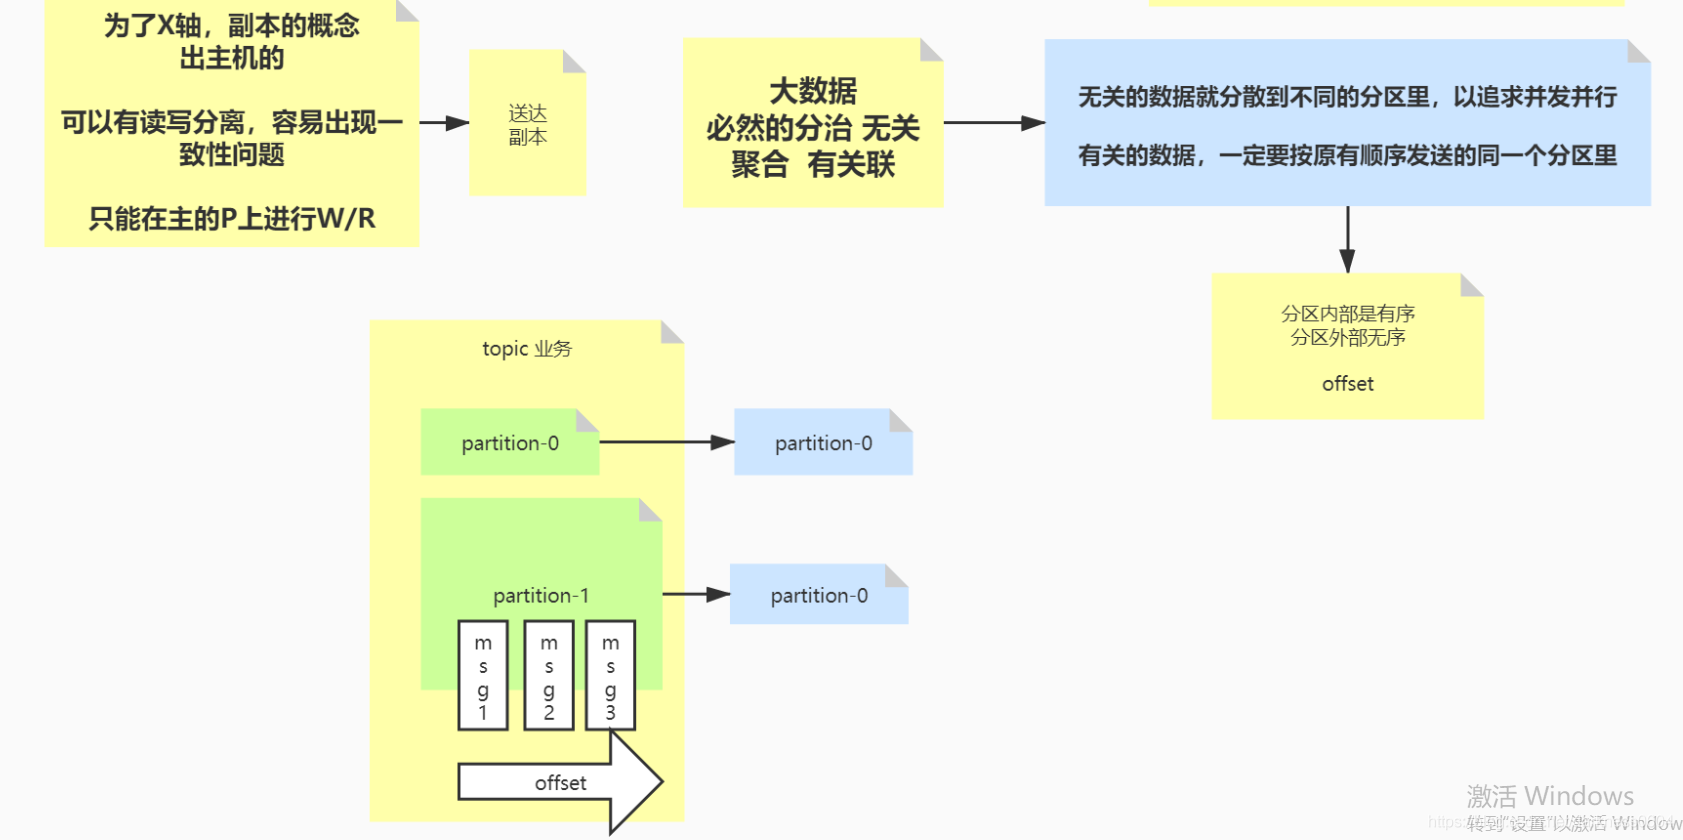 为了X轴，副本的概念
出主机的
可以有读写分离，容易出现一
致性问题
只能在主的P上进行W/R
送达
副本
大数据
必然的分治 无关
聚合 有关联
无关的数据就分散到不同的分区里，以追求并发并行
有关的数据，一定要按原有顺序发送的同一个分区里
分区内部是有序
分区外部无序
offset
topic 业务
partition-0
partition-0
partition-1
partition-0
msg1
msg2
msg3
offset
激活 Windows
转到"设置"以激活 Window